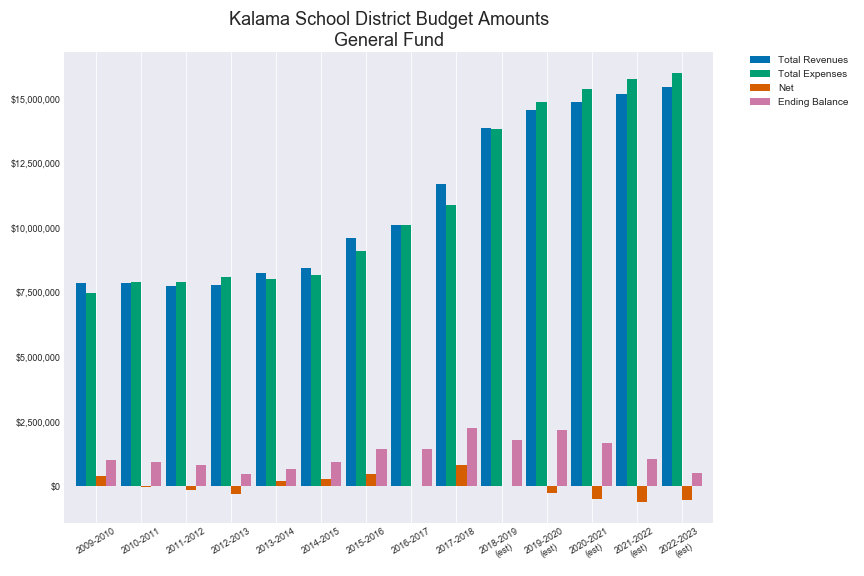 Kalama School District Budget Amounts
General Fund
Total Revenues
Total Expenses
Net
Ending Balance
$15,000,000
$12,500,000
$10,000,000
$7,500,000
$5,000,000
$2,500,000
$0
2009-2010
2010-2011
2011-2012
2012-2013
2013-2014
2014-2015
2015-2016
2016-2017
2017-2018
2018-2019
(est)
2019-2020
(est)
2020-2021
(est)
2021-2022
(est)
2022-2023
(est)